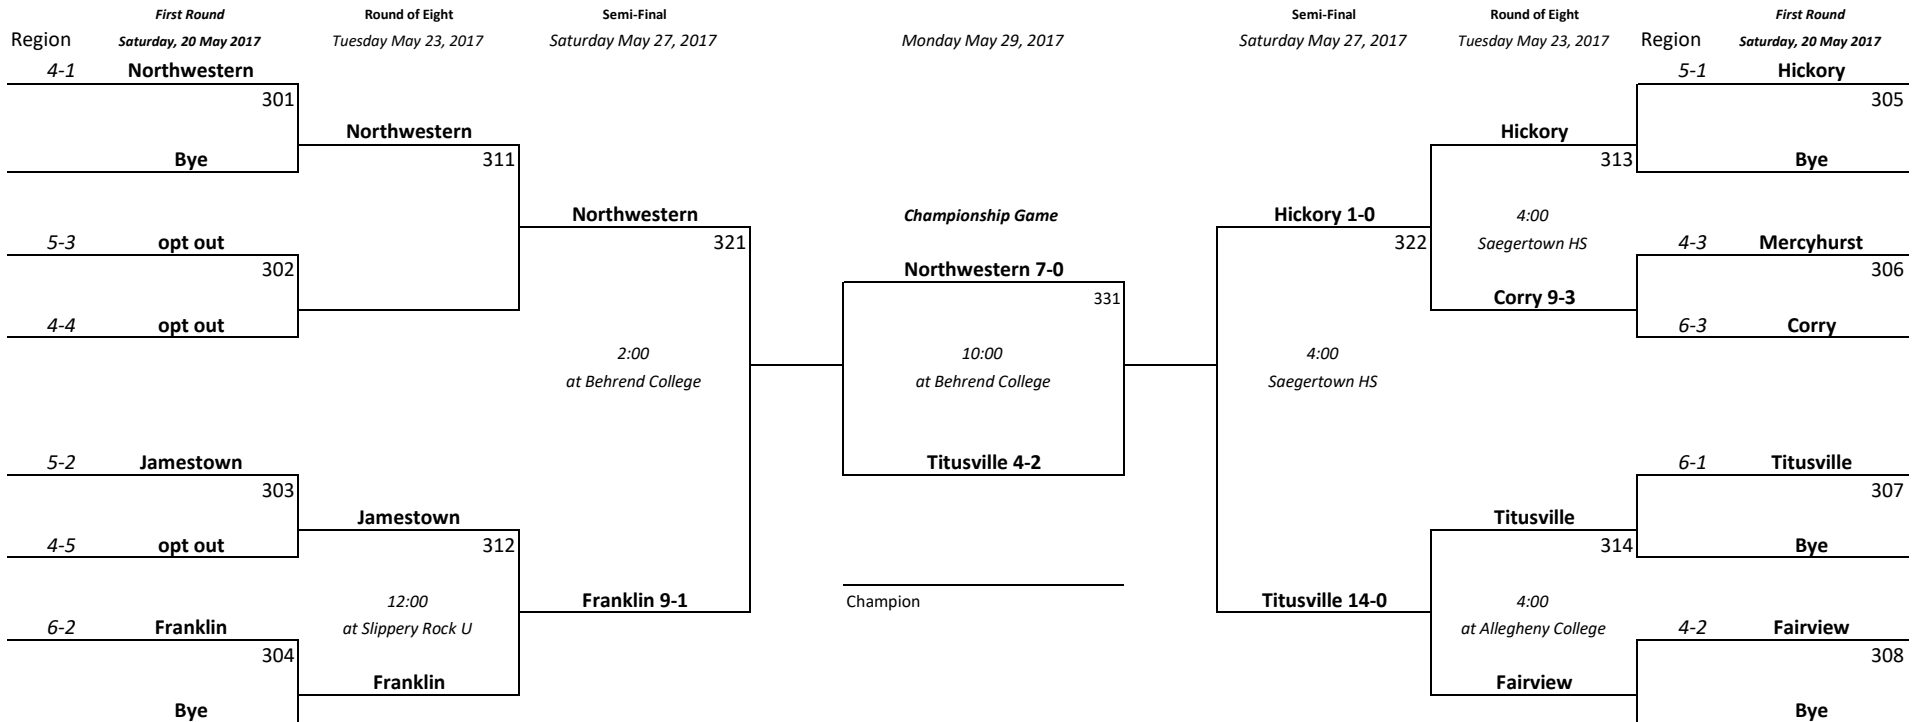 First Round Round of Eight Semi-Final Semi-Final Round of Eight First Round
Region Saturday, 20 May 2017 Tuesday May 23, 2017 Saturday May 27, 2017 Monday May 29, 2017 Saturday May 27, 2017 Tuesday May 23, 2017 Region Saturday, 20 May 2017
4-1 Northwestern 5-1 Hickory
301 305
Northwestern Hickory
Bye 311 313 Bye
Northwestern Championship Game Hickory 1-0 4:00
5-3 opt out 321 322 Saegertown HS 4-3 Mercyhurst
302 Northwestern 7-0 306
331 Corry 9-3
4-4 opt out 6-3 Corry
2:00 10:00 4:00
at Behrend College at Behrend College Saegertown HS
5-2 Jamestown Titusville 4-2 6-1 Titusville
303 307
Jamestown Titusville
4-5 opt out 312 314 Bye
12:00 Franklin 9-1 Champion Titusville 14-0 4:00
6-2 Franklin at Slippery Rock U at Allegheny College 4-2 Fairview
304 308
Franklin Fairview
Bye Bye